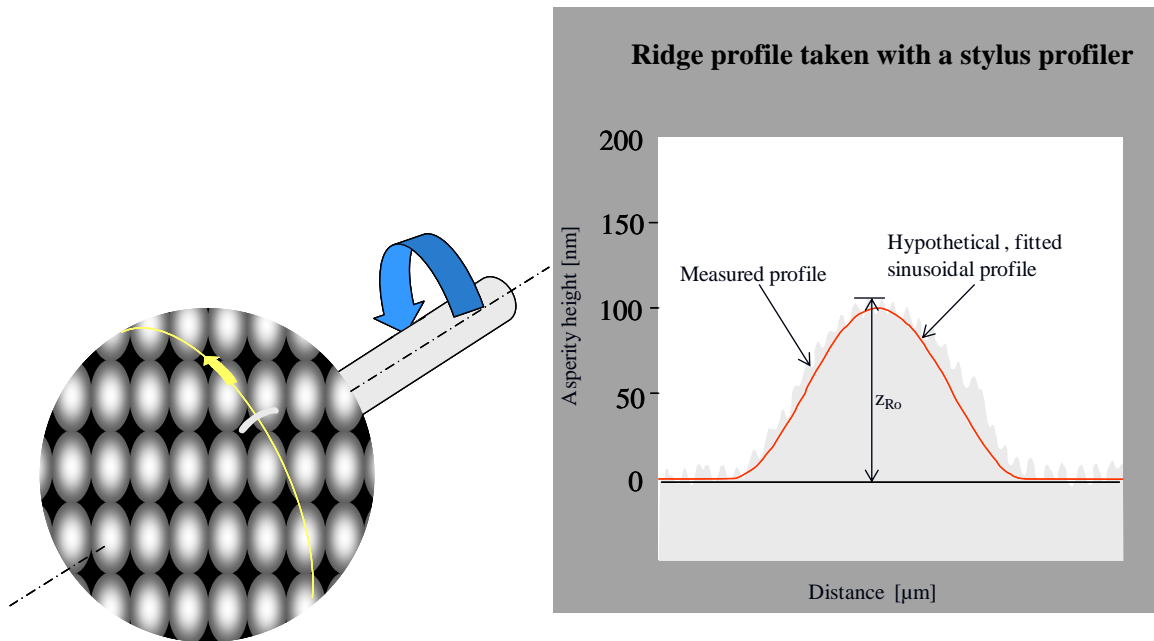 Ridge profile taken with a stylus profiler
200
150
100
50
0
Asperity height [nm]
Measured profile
Hypothetical, fitted
sinusoidal profile
zRo
Distance [µm]